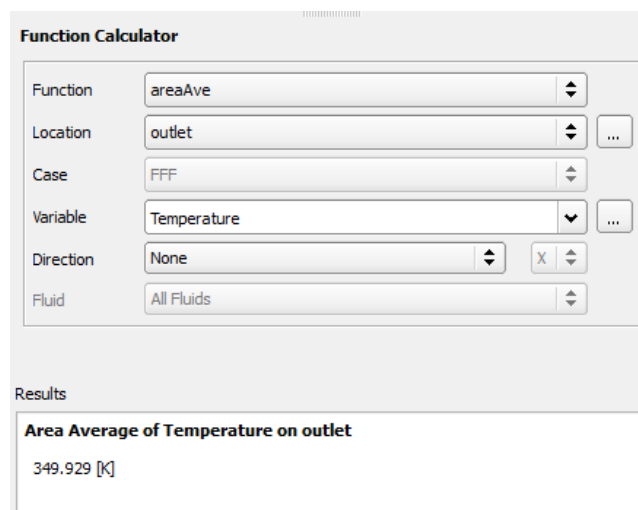 Function Calculator
Function areaAve
Location outlet ...
Case FFF
Variable Temperature ...
Direction None X
Fluid All Fluids
Results
Area Average of Temperature on outlet
349.929 [K]